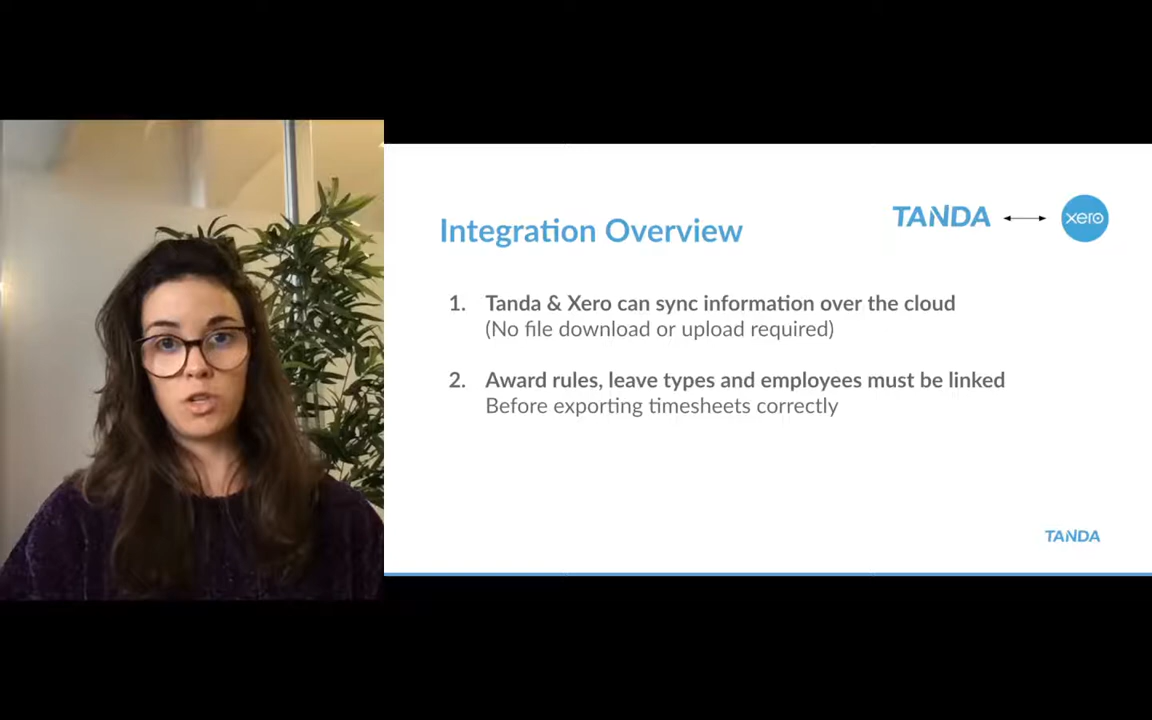 Integration Overview
TANDA
xero
1. Tanda & Xero can sync information over the cloud
(No file download or upload required)
2. Award rules, leave types and employees must be linked
Before exporting timesheets correctly
TANDA